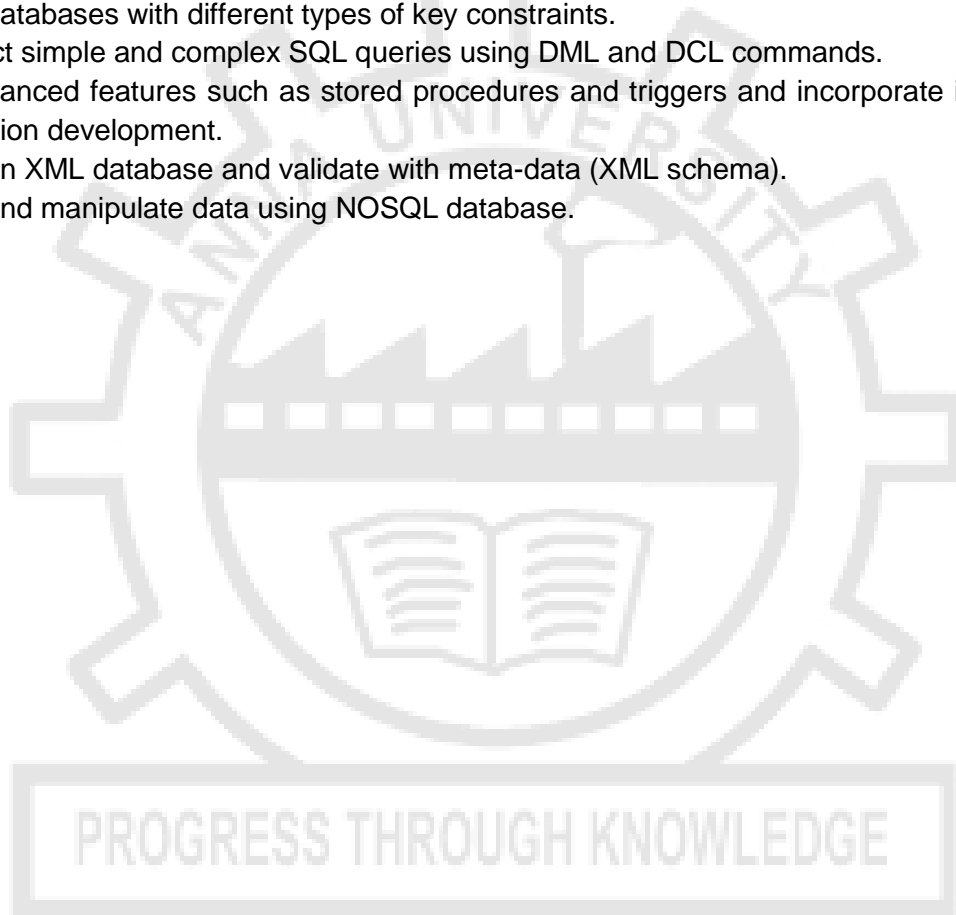 atabases with different types of key constraints.
ct simple and complex SQL queries using DML and DCL commands.
anced features such as stored procedures and triggers and incorporate i
ion development.
n XML database and validate with meta-data (XML schema).
nd manipulate data using NOSQL database.
ANNA UNIVERSITY
PROGRESS THROUGH KNOWLEDGE